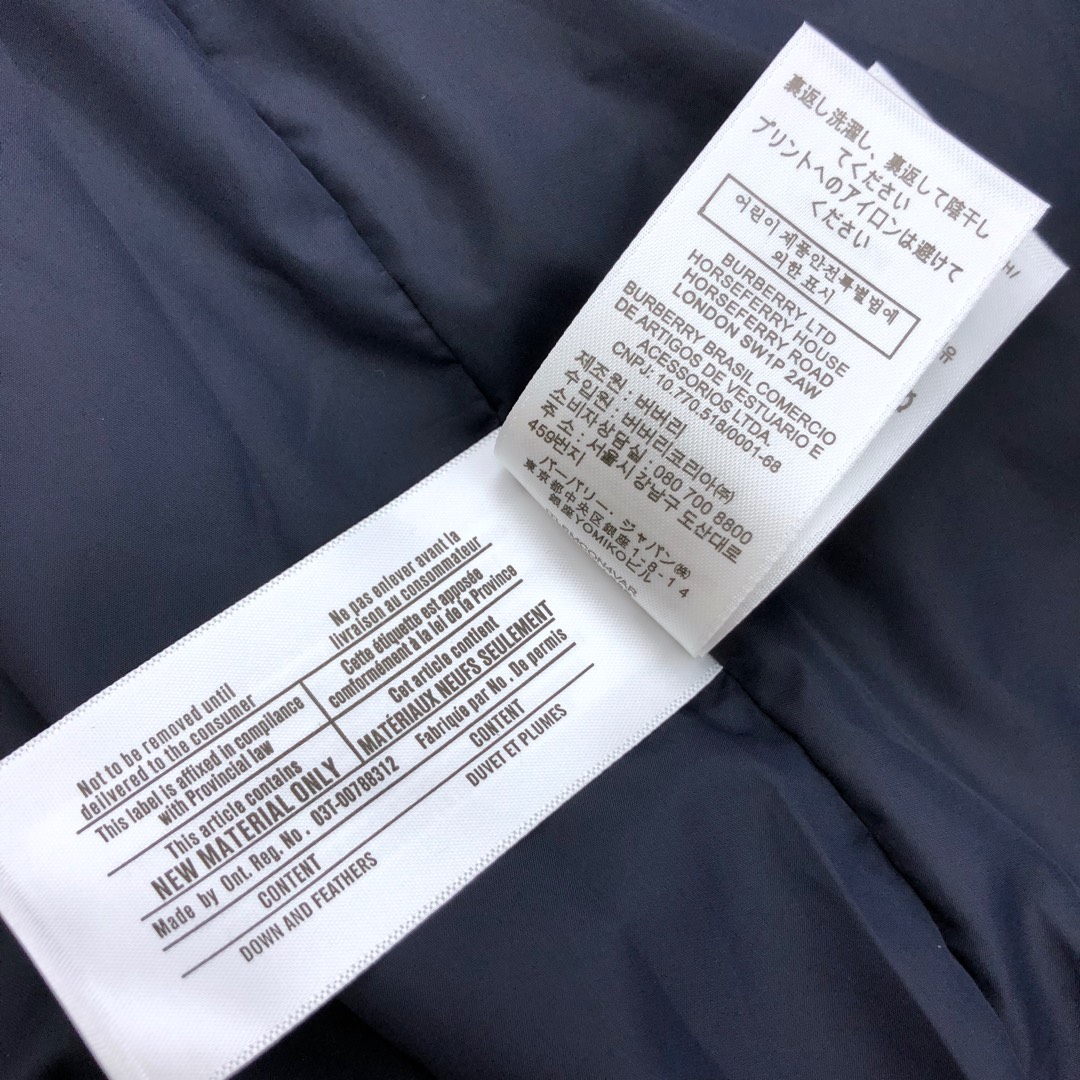 裏返し洗濯し、裏返して陰干し
てください
プリントへのアイロンは避けて
ください
어린이제품안전특별법에
의한 표시
BURBERRY LTD
HORSEFERRY HOUSE
HORSEFERRY ROAD
LONDON SW1P 2AW
BURBERRY BRASIL COMERCIO
DE ARTIGOS DE VESTUARIO E
ACESSORIOS LTDA.
CNPJ: 10.770.518/0001-68
제조원 : 버버리
수입원 : 버버리코리아(주)
소비자상담실 : 080 700 8800
주 소 : 서울시 강남구 도산대로
459번지
バーバリー・ジャパン(株)
東京都中央区銀座1-8-14
銀座YOMIKOビル
유
Not to be removed until
delivered to the consumer
This label is affixed in compliance
with Provincial law
This article contains
NEW MATERIAL ONLY
Made by Ont. Reg. No. 03T-00788312
CONTENT
DOWN AND FEATHERS
Ne pas enlever avant la
livraison au consommateur
Cette étiquette est apposée
comformément à la lei de la Province
Cet article contient
MATÉRIAUX NEUFS SEULEMENT
Fabriqué par No. De permis
CONTENT
DUVET ET PLUMES